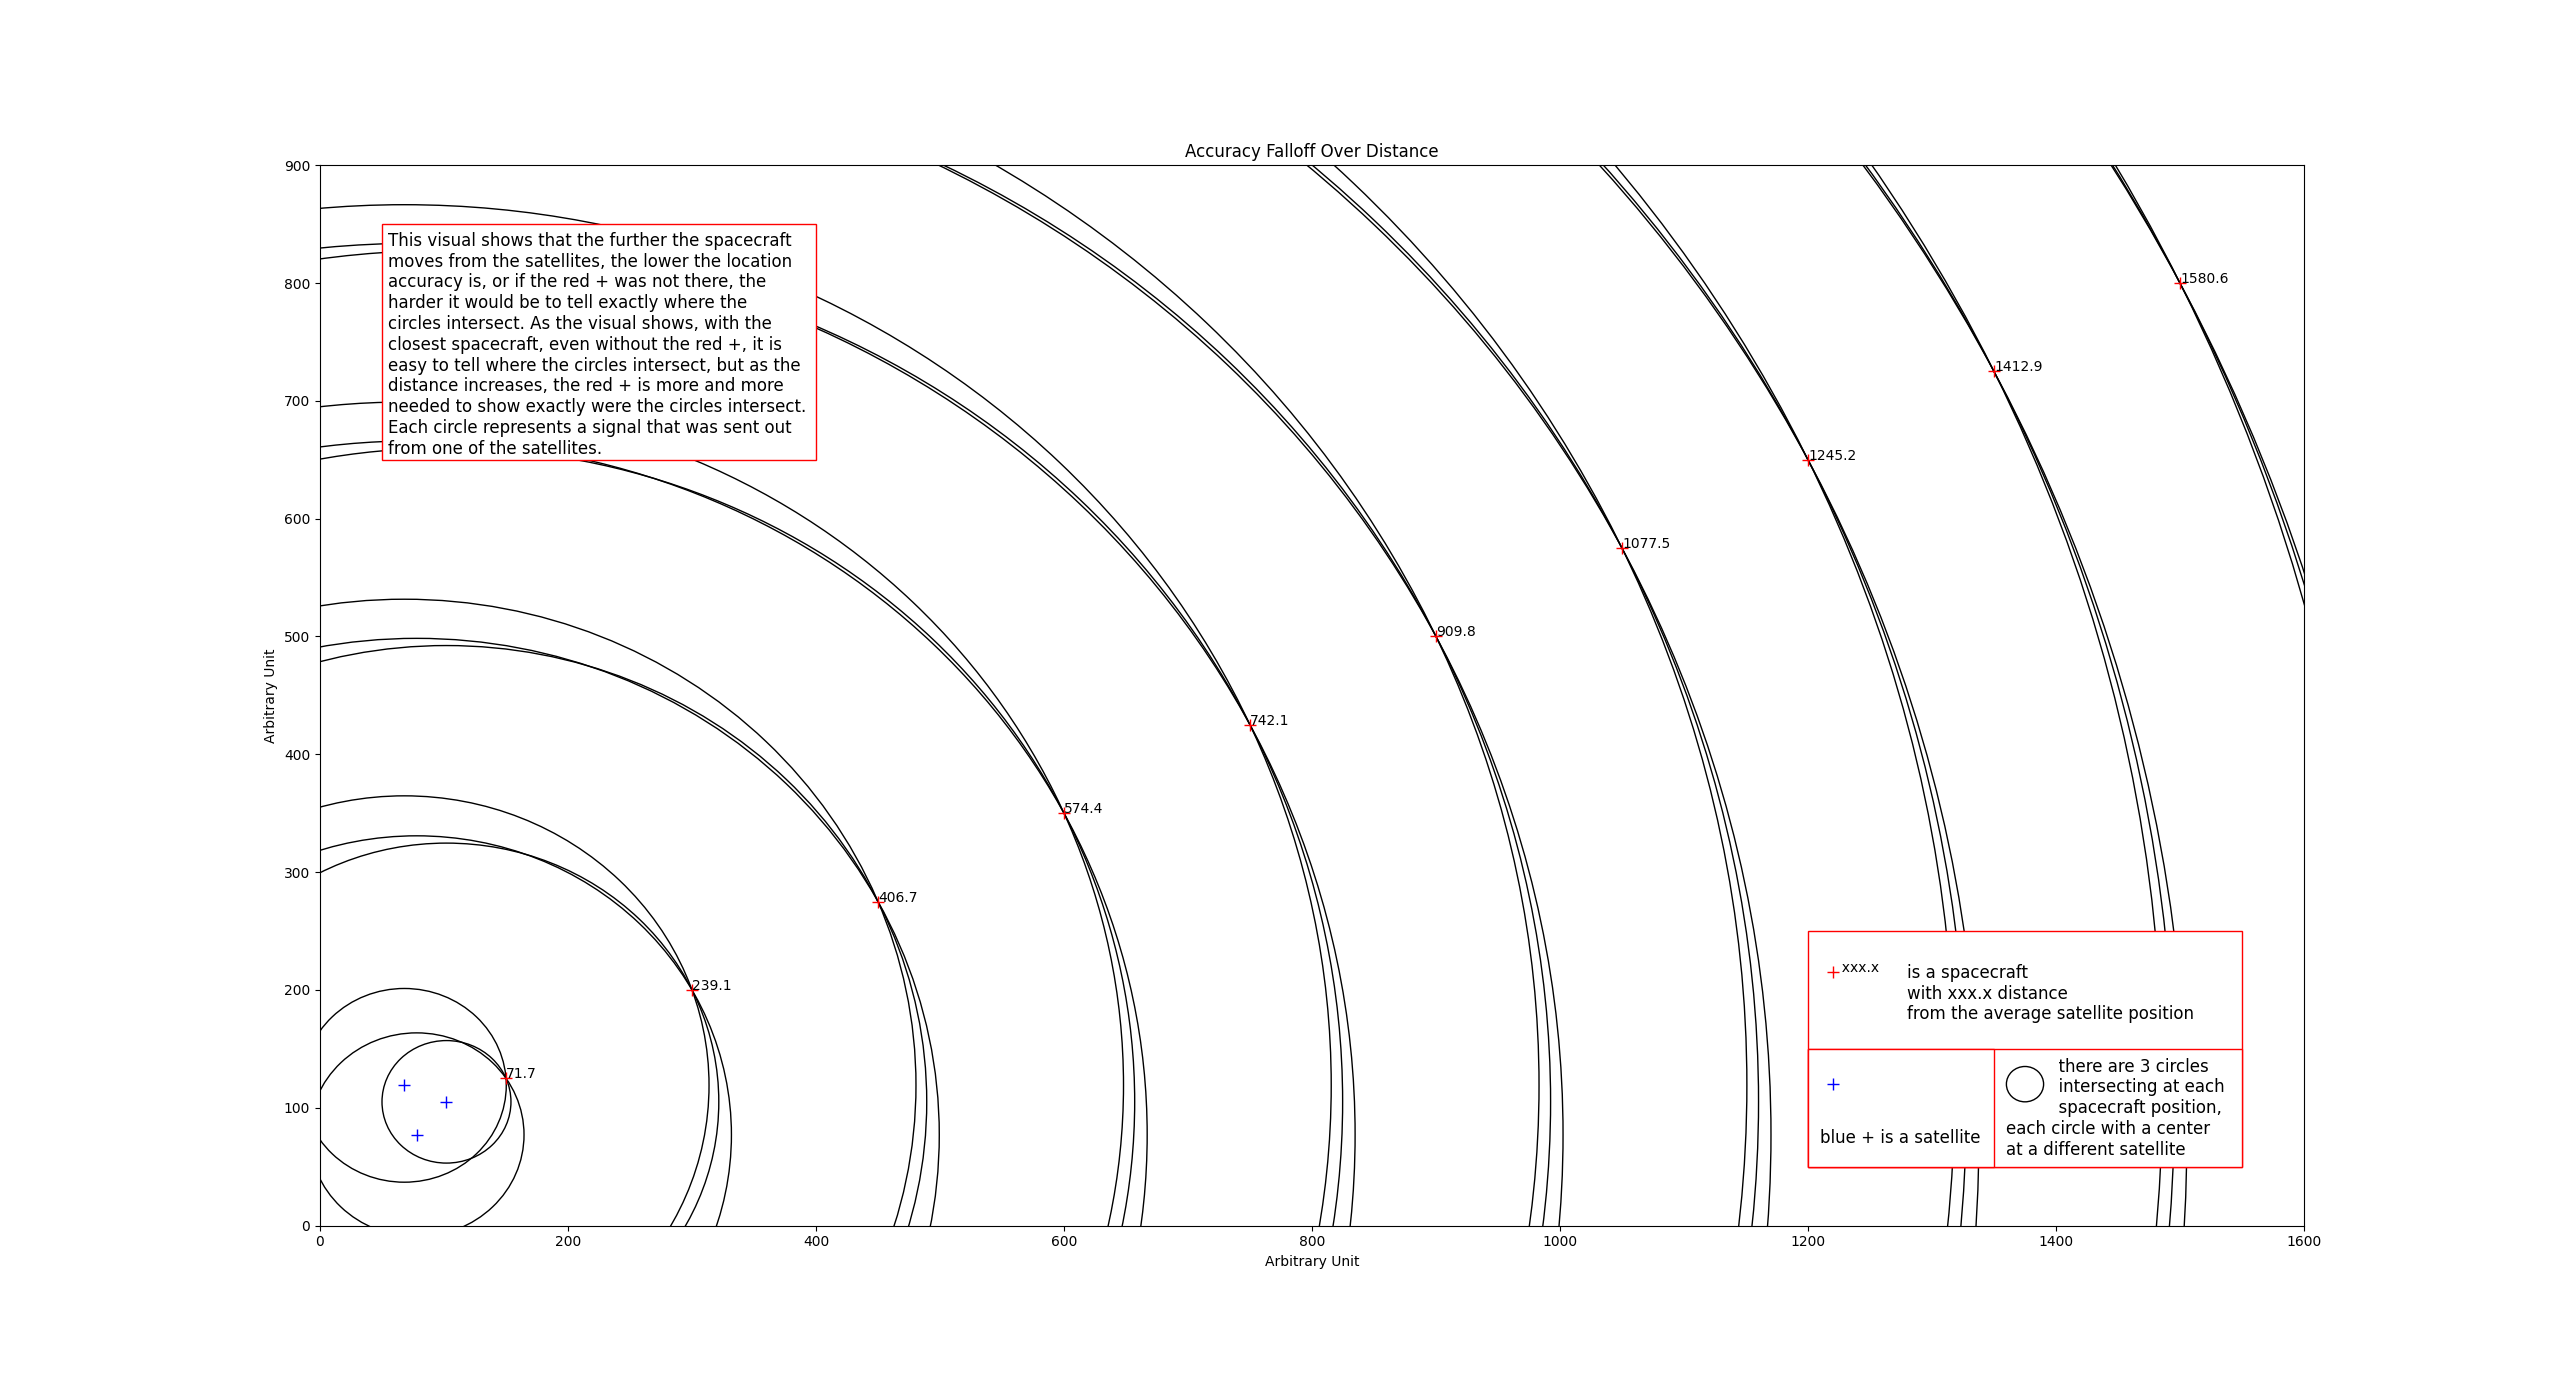 Accuracy Falloff Over Distance
900
800
700
600
500
400
300
200
100
0
Arbitrary Unit
This visual shows that the further the spacecraft
moves from the satellites, the lower the location
accuracy is, or if the red + was not there, the
harder it would be to tell exactly where the
circles intersect. As the visual shows, with the
closest spacecraft, even without the red +, it is
easy to tell where the circles intersect, but as the
distance increases, the red + is more and more
needed to show exactly were the circles intersect.
Each circle represents a signal that was sent out
from one of the satellites.
1580.6
1412.9
1245.2
1077.5
909.8
742.1
574.4
406.7
239.1
71.7
xxx.x
is a spacecraft
with xxx.x distance
from the average satellite position
blue + is a satellite
there are 3 circles
intersecting at each
spacecraft position,
each circle with a center
at a different satellite
0
200
400
600
800
1000
1200
1400
1600
Arbitrary Unit